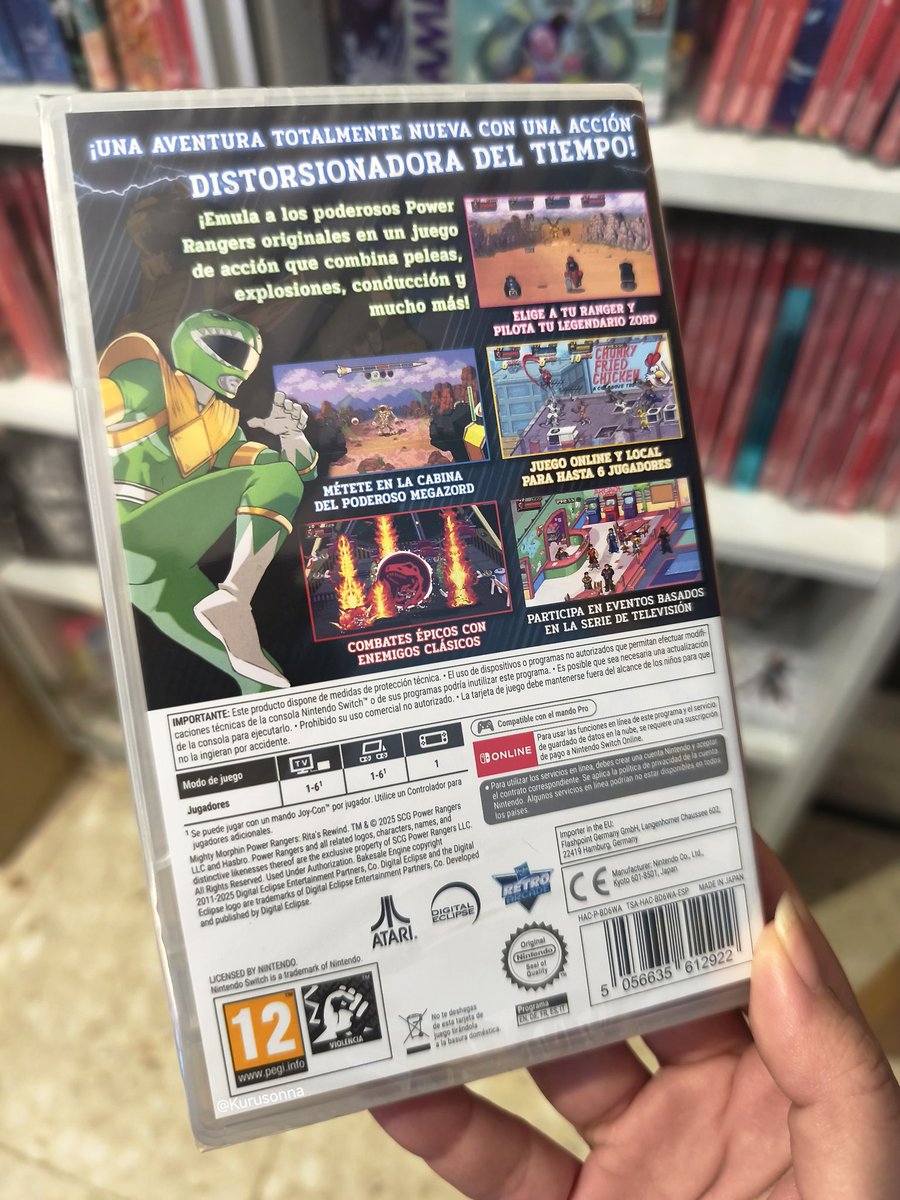 GAME
¡UNA AVENTURA TOTALMENTE NUEVA CON UNA ACCIÓN
DISTORSIONADORA DEL TIEMPO!
¡Emula a los poderosos Power
Rangers originales en un juego
de acción que combina peleas,
explosiones, conducción y
mucho más!
ELIGE A TU RANGER Y
PILOTA TU LEGENDARIO ZORD
CHUNKY
FRIED
CHICKEN
MÉTETE EN LA CABINA
DEL PODEROSO MEGAZORD
JUEGO ONLINE Y LOCAL
PARA HASTA 6 JUGADORES
COMBATES ÉPICOS CON
ENEMIGOS CLÁSICOS
PARTICIPA EN EVENTOS BASADOS
EN LA SERIE DE TELEVISIÓN
IMPORTANTE: Este producto dispone de medidas de protección técnica. • El uso de dispositivos o programas no autorizados que permitan efectuar modifi-
caciones técnicas de la consola Nintendo Switch™ o de sus programas podría inutilizar este programa. • Es posible que sea necesaria una actualización
de la consola para ejecutarlo. • Prohibido su uso comercial no autorizado. • La tarjeta de juego debe mantenerse fuera del alcance de los niños para que
no la ingieran por accidente.
Modo de juego
TV
Jugadores
1-6¹
1-6¹
1
Compatible con el mando Pro
ONLINE
Para usar las funciones en línea de este programa y el servicio
de guardado de datos en la nube, se requiere una suscripción
de pago a Nintendo Switch Online.
• Para utilizar los servicios en línea, debes crear una cuenta Nintendo y aceptar
el contrato correspondiente. Se aplica la política de privacidad de la cuenta
Nintendo. Algunos servicios en línea podrían no estar disponibles en todos
los países.
¹ Se puede jugar con un mando Joy-Con™ por jugador. Utilice un Controlador para
jugadores adicionales.
Mighty Morphin Power Rangers: Rita's Rewind. TM & © 2025 SCG Power Rangers
LLC and Hasbro. Power Rangers and all related logos, characters, names, and
distinctive likenesses thereof are the exclusive property of SCG Power Rangers LLC.
All Rights Reserved. Used Under Authorization. Bakesale Engine copyright
2011-2025 Digital Eclipse Entertainment Partners, Co. Digital Eclipse and the Digital
Eclipse logo are trademarks of Digital Eclipse Entertainment Partners, Co. Developed
and published by Digital Eclipse.
Importer in the EU:
Flashpoint Germany GmbH, Langenhorner Chaussee 602,
22419 Hamburg, Germany
CE
Manufacturer: Nintendo Co., Ltd.,
Kyoto 601-8501, Japan
ATARI
DIGITAL
ECLIPSE
RETRO
ARCADE
HAC-P-BD6WA TSA-HAC-BD6WA-ESP MADE IN JAPAN
5 056635 612922
Original
Nintendo
Seal of
Quality
LICENSED BY NINTENDO.
Nintendo Switch is a trademark of Nintendo.
12
www.pegi.info
VIOLENCIA
No te deshagas
de esta tarjeta de
juego tirándola
a la basura doméstica.
Programa
EN, DE, FR, ES, IT
@Kurusonna